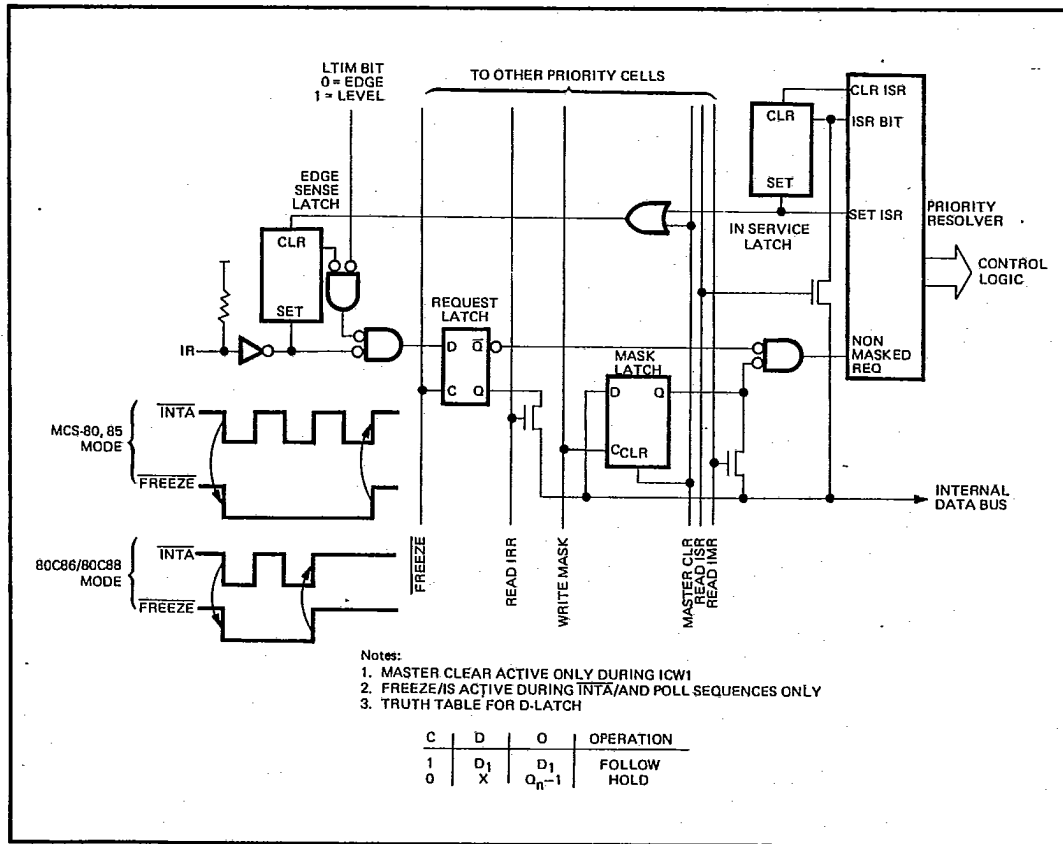 LTIM BIT
0 = EDGE
1 = LEVEL
TO OTHER PRIORITY CELLS
CLR ISR
CLR
ISR BIT
EDGE
SENSE
LATCH
SET
SET ISR
PRIORITY
RESOLVER
IN SERVICE
LATCH
CLR
CONTROL
LOGIC
SET
REQUEST
LATCH
IR
D
Q
NON
MASKED
REQ
MASK
LATCH
C
Q
D
Q
C
CLR
INTA
MCS-80, 85
MODE
FREEZE
INTERNAL
DATA BUS
INTA
80C86/80C88
MODE
FREEZE
FREEZE
READ IRR
WRITE MASK
MASTER CLR
READ ISR
READ IMR
Notes:
1. MASTER CLEAR ACTIVE ONLY DURING ICW1
2. FREEZE/IS ACTIVE DURING INTA/AND POLL SEQUENCES ONLY
3. TRUTH TABLE FOR D-LATCH
C D O OPERATION
1 D1 D1 FOLLOW
0 X Qn-1 HOLD